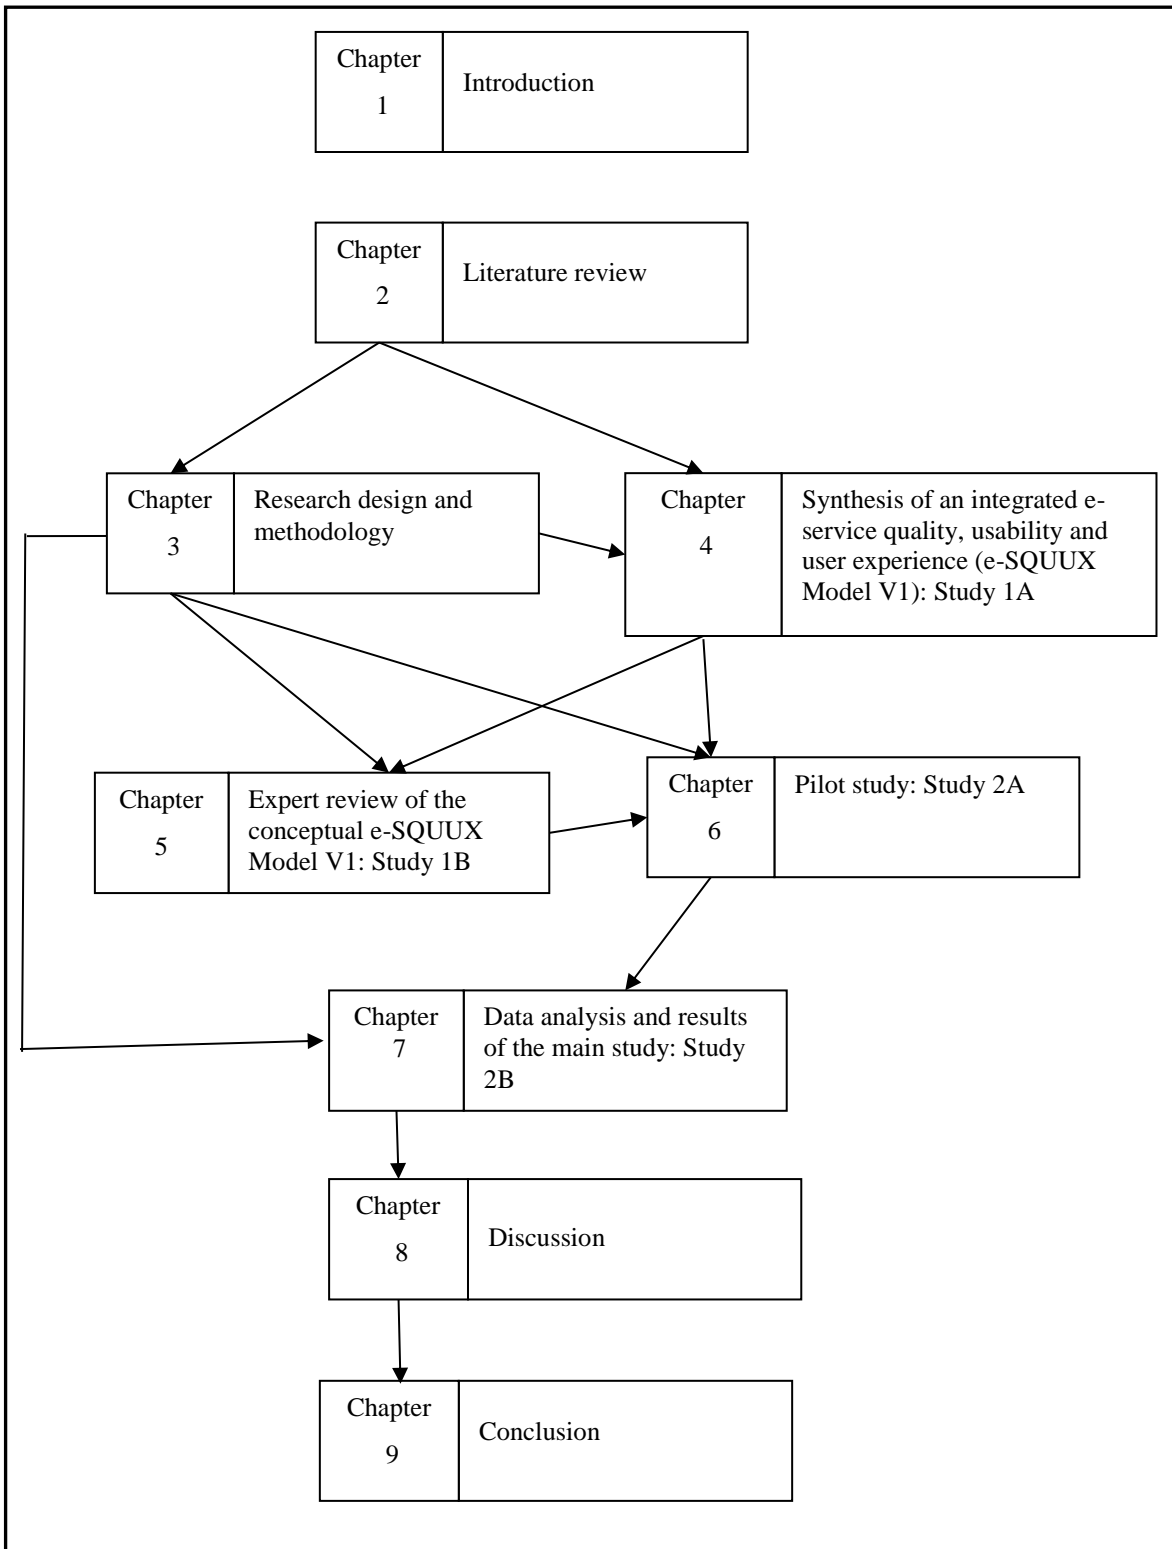 Chapter
1
Introduction
Chapter
2
Literature review
Chapter
3
Research design and
methodology
Chapter
4
Synthesis of an integrated e-
service quality, usability and
user experience (e-SQUUX
Model V1): Study 1A
Chapter
5
Expert review of the
conceptual e-SQUUX
Model V1: Study 1B
Chapter
6
Pilot study: Study 2A
Chapter
7
Data analysis and results
of the main study: Study
2B
Chapter
8
Discussion
Chapter
9
Conclusion